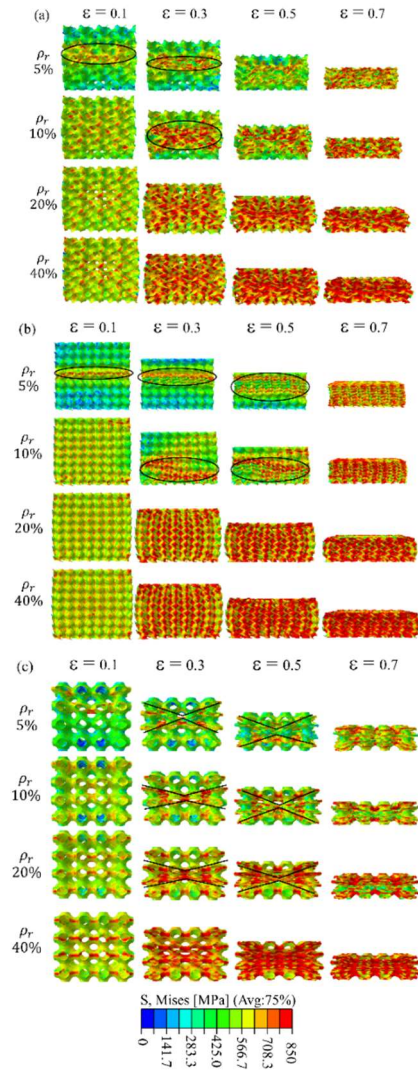 (a) ε = 0.1 ε = 0.3 ε = 0.5 ε = 0.7
ρr
5%
ρr
10%
ρr
20%
ρr
40%
(b) ε = 0.1 ε = 0.3 ε = 0.5 ε = 0.7
ρr
5%
ρr
10%
ρr
20%
ρr
40%
(c) ε = 0.1 ε = 0.3 ε = 0.5 ε = 0.7
ρr
5%
ρr
10%
ρr
20%
ρr
40%
S, Mises [MPa] (Avg:75%)
0 141.7 283.3 425.0 566.7 708.3 850